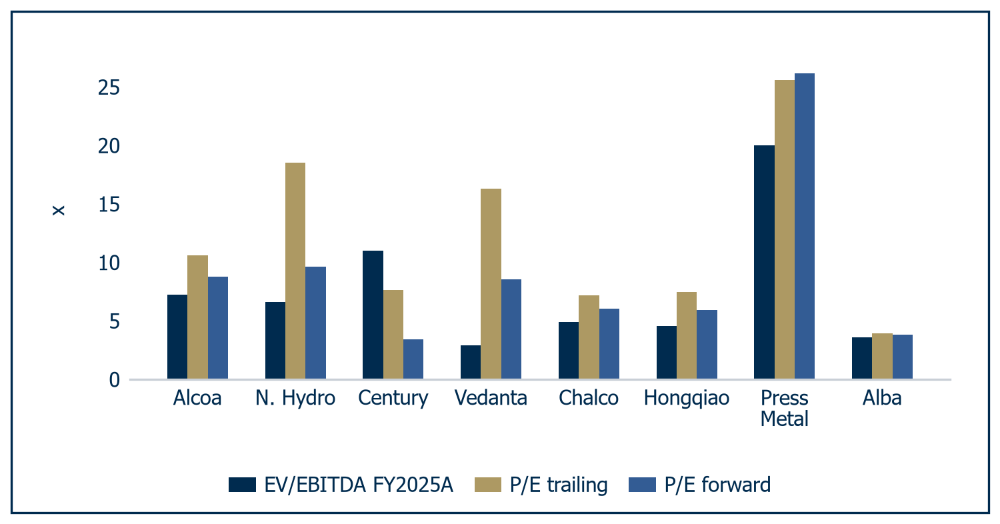 25
20
15
10
5
0
x
Alcoa
N. Hydro
Century
Vedanta
Chalco
Hongqiao
Press
Metal
Alba
EV/EBITDA FY2025A
P/E trailing
P/E forward